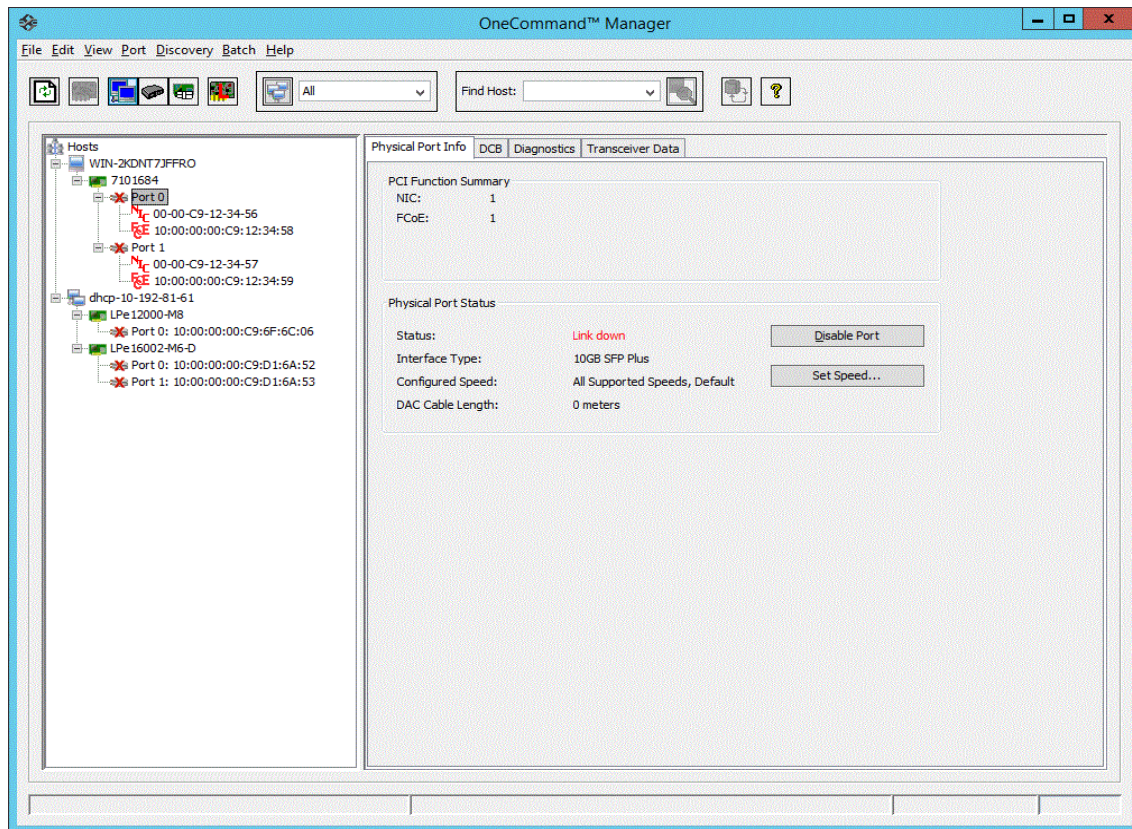 OneCommand™ Manager
File Edit View Port Discovery Batch Help
All
Find Host:
Hosts
WIN-2KDNT7JFFRO
7101684
Port 0
NIC 00-00-C9-12-34-56
FCoE 10:00:00:00:C9:12:34:58
Port 1
NIC 00-00-C9-12-34-57
FCoE 10:00:00:00:C9:12:34:59
dhcp-10-192-81-61
LPe12000-M8
Port 0: 10:00:00:00:C9:6F:6C:06
LPe16002-M6-D
Port 0: 10:00:00:00:C9:D1:6A:52
Port 1: 10:00:00:00:C9:D1:6A:53
Physical Port Info DCB Diagnostics Transceiver Data
PCI Function Summary
NIC: 1
FCoE: 1
Physical Port Status
Status: Link down Disable Port
Interface Type: 10GB SFP Plus
Configured Speed: All Supported Speeds, Default Set Speed...
DAC Cable Length: 0 meters